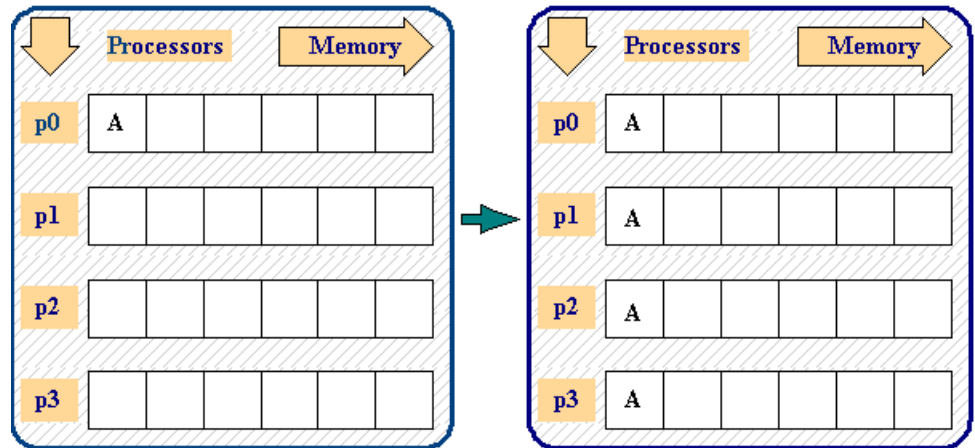 Processors Memory
p0 A
p1
p2
p3
Processors Memory
p0 A
p1 A
p2 A
p3 A